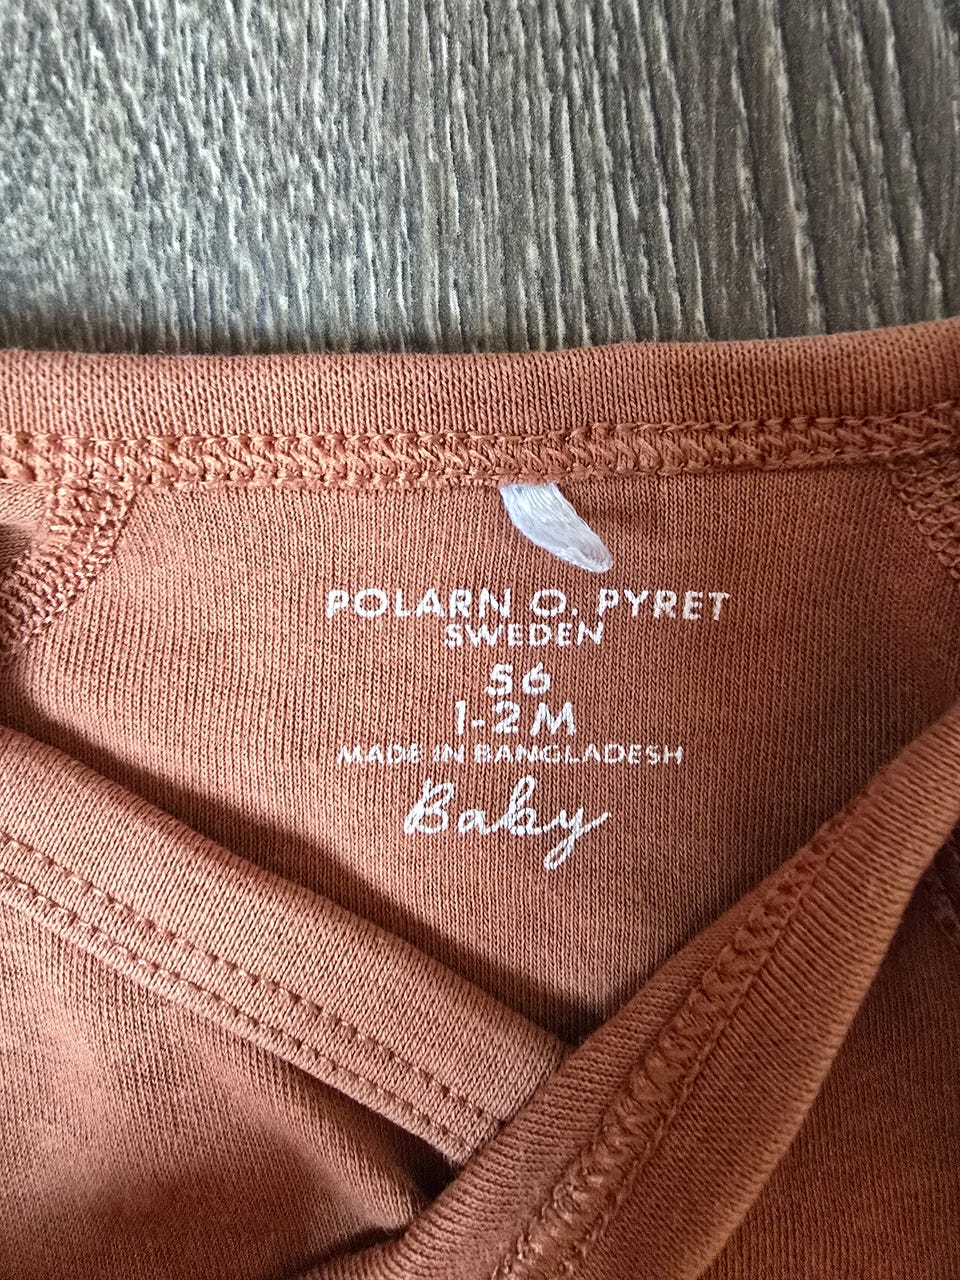 POLARN O. PYRET
SWEDEN
56
1-2M
MADE IN BANGLADESH
Baby